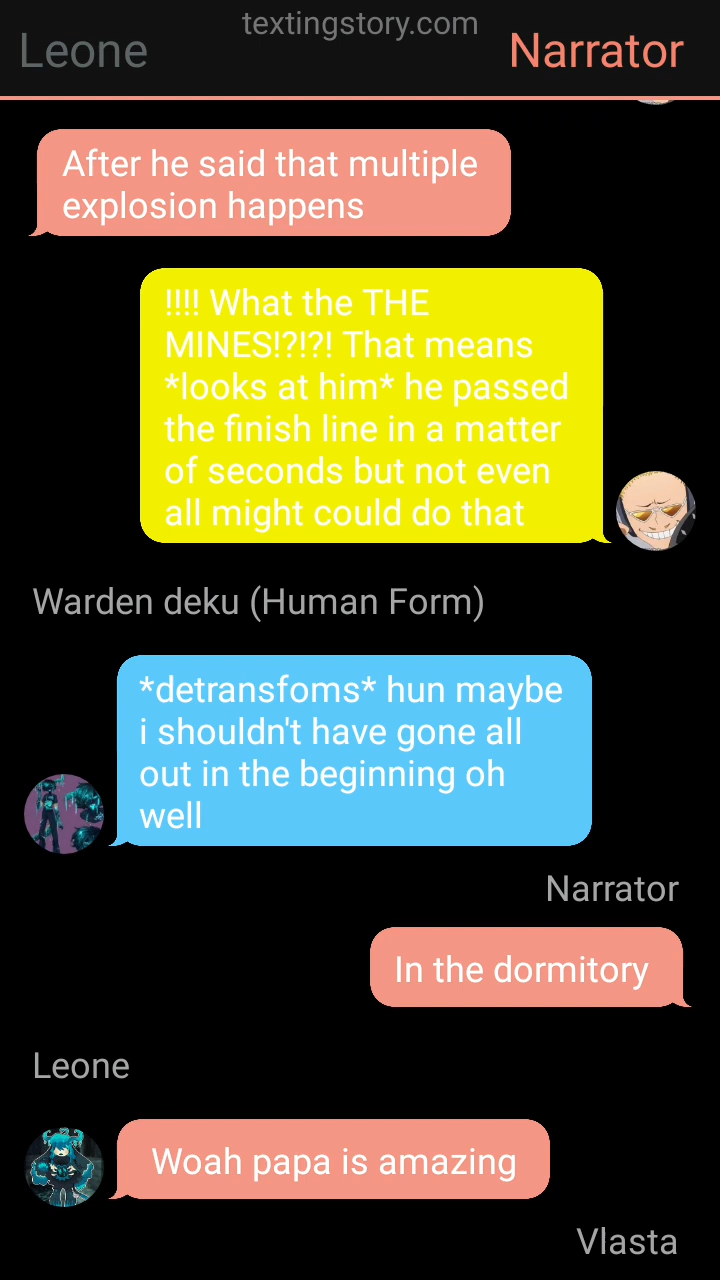 textingstory.com
Leone
Narrator
After he said that multiple
explosion happens
!!!! What the THE
MINES!?!?! That means
*looks at him* he passed
the finish line in a matter
of seconds but not even
all might could do that
Warden deku (Human Form)
*detransfoms* hun maybe
i shouldn't have gone all
out in the beginning oh
well
Narrator
In the dormitory
Leone
Woah papa is amazing
Vlasta